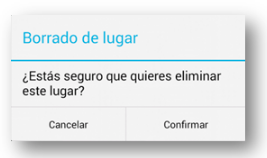 Borrado de lugar
¿Estás seguro que quieres eliminar
este lugar?
Cancelar
Confirmar